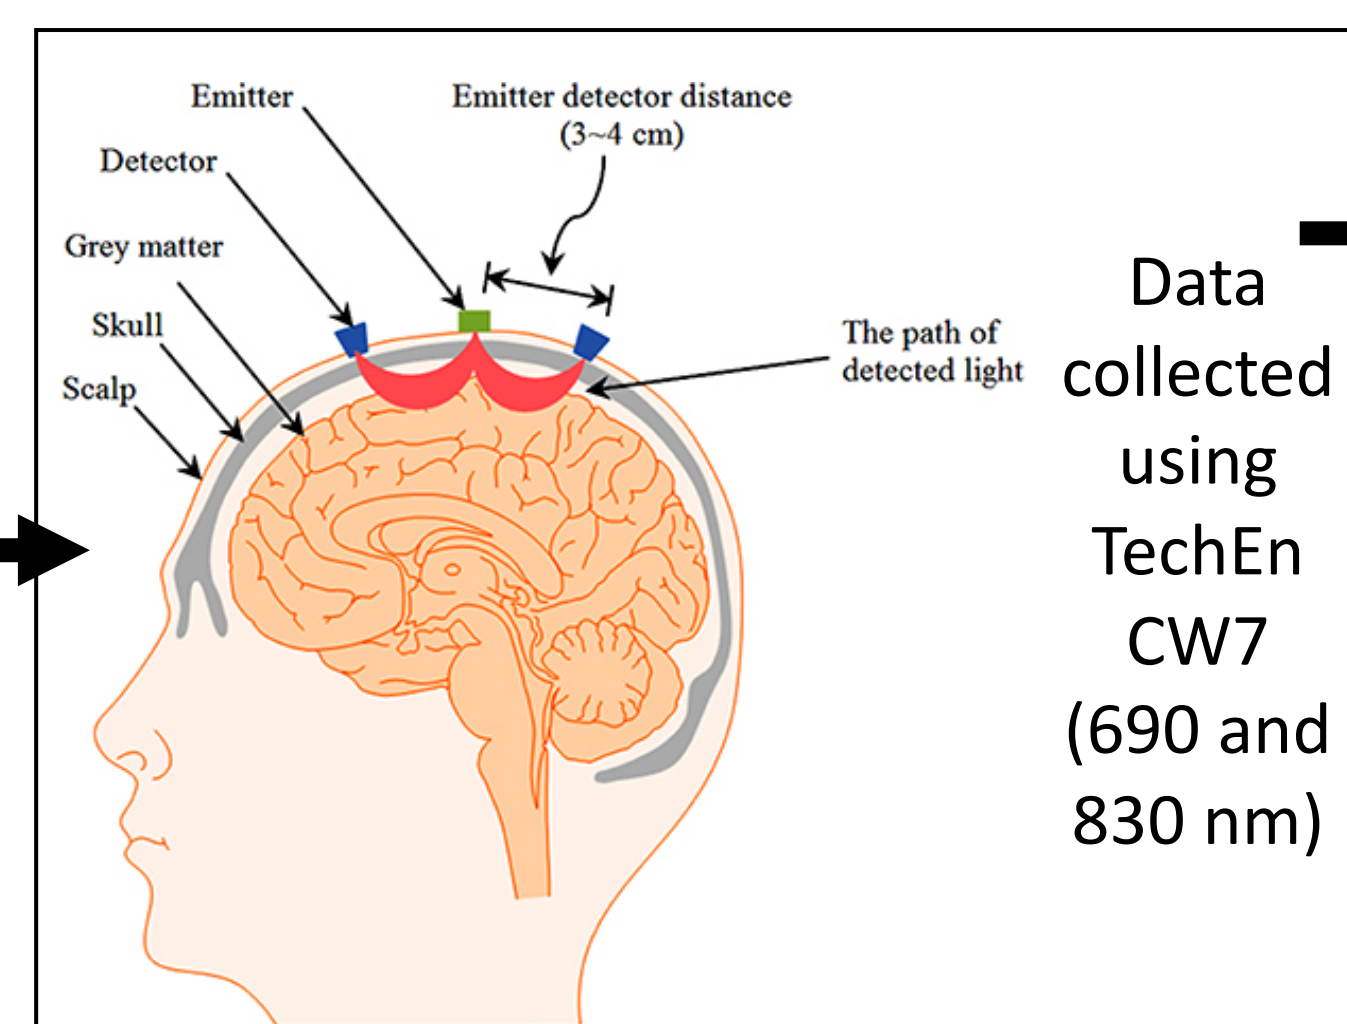 Emitter
Emitter detector distance
(3~4 cm)
Detector
Grey matter
Skull
Scalp
The path of
detected light
Data
collected
using
TechEn
CW7
(690 and
830 nm)